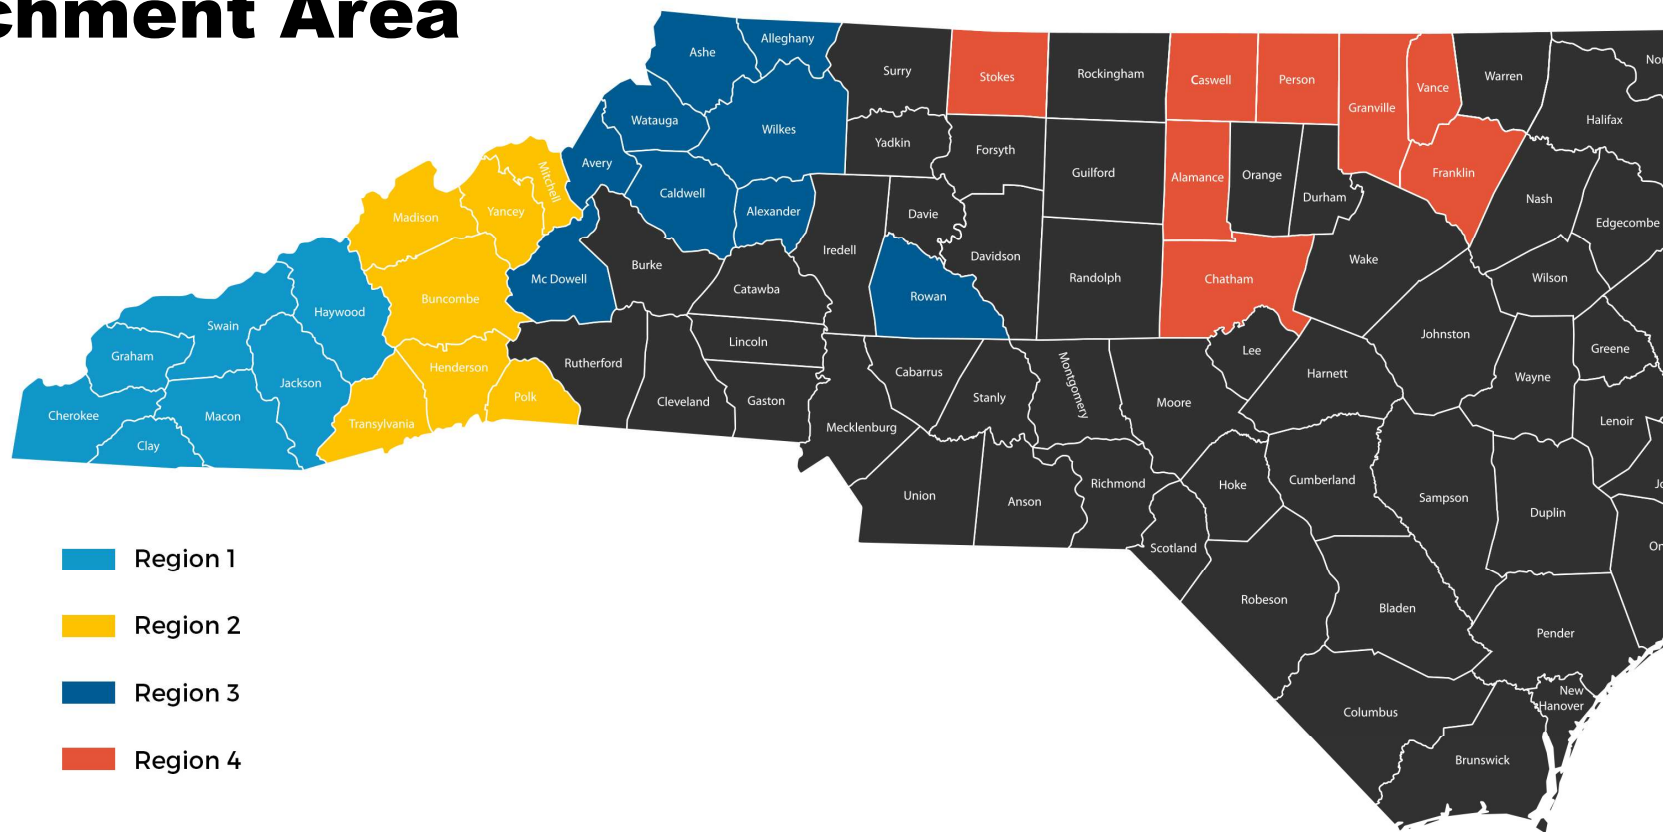 chment Area
Ashe
Alleghany
Surry
Stokes
Rockingham
Caswell
Person
Granville
Vance
Warren
Nor
Halifax
Watauga
Wilkes
Yadkin
Forsyth
Guilford
Alamance
Orange
Durham
Franklin
Nash
Edgecombe
Avery
Mitchell
Caldwell
Alexander
Madison
Yancey
Iredell
Davie
Davidson
Randolph
Chatham
Wake
Wilson
Burke
Mc Dowell
Catawba
Rowan
Buncombe
Haywood
Swain
Graham
Jackson
Macon
Cherokee
Clay
Henderson
Transylvania
Polk
Rutherford
Lincoln
Cleveland
Gaston
Mecklenburg
Cabarrus
Stanly
Montgomery
Moore
Lee
Harnett
Johnston
Greene
Wayne
Lenoir
Union
Anson
Richmond
Hoke
Cumberland
Sampson
Duplin
Jo
On
Scotland
Robeson
Bladen
Pender
Columbus
New
Hanover
Brunswick
Region 1
Region 2
Region 3
Region 4